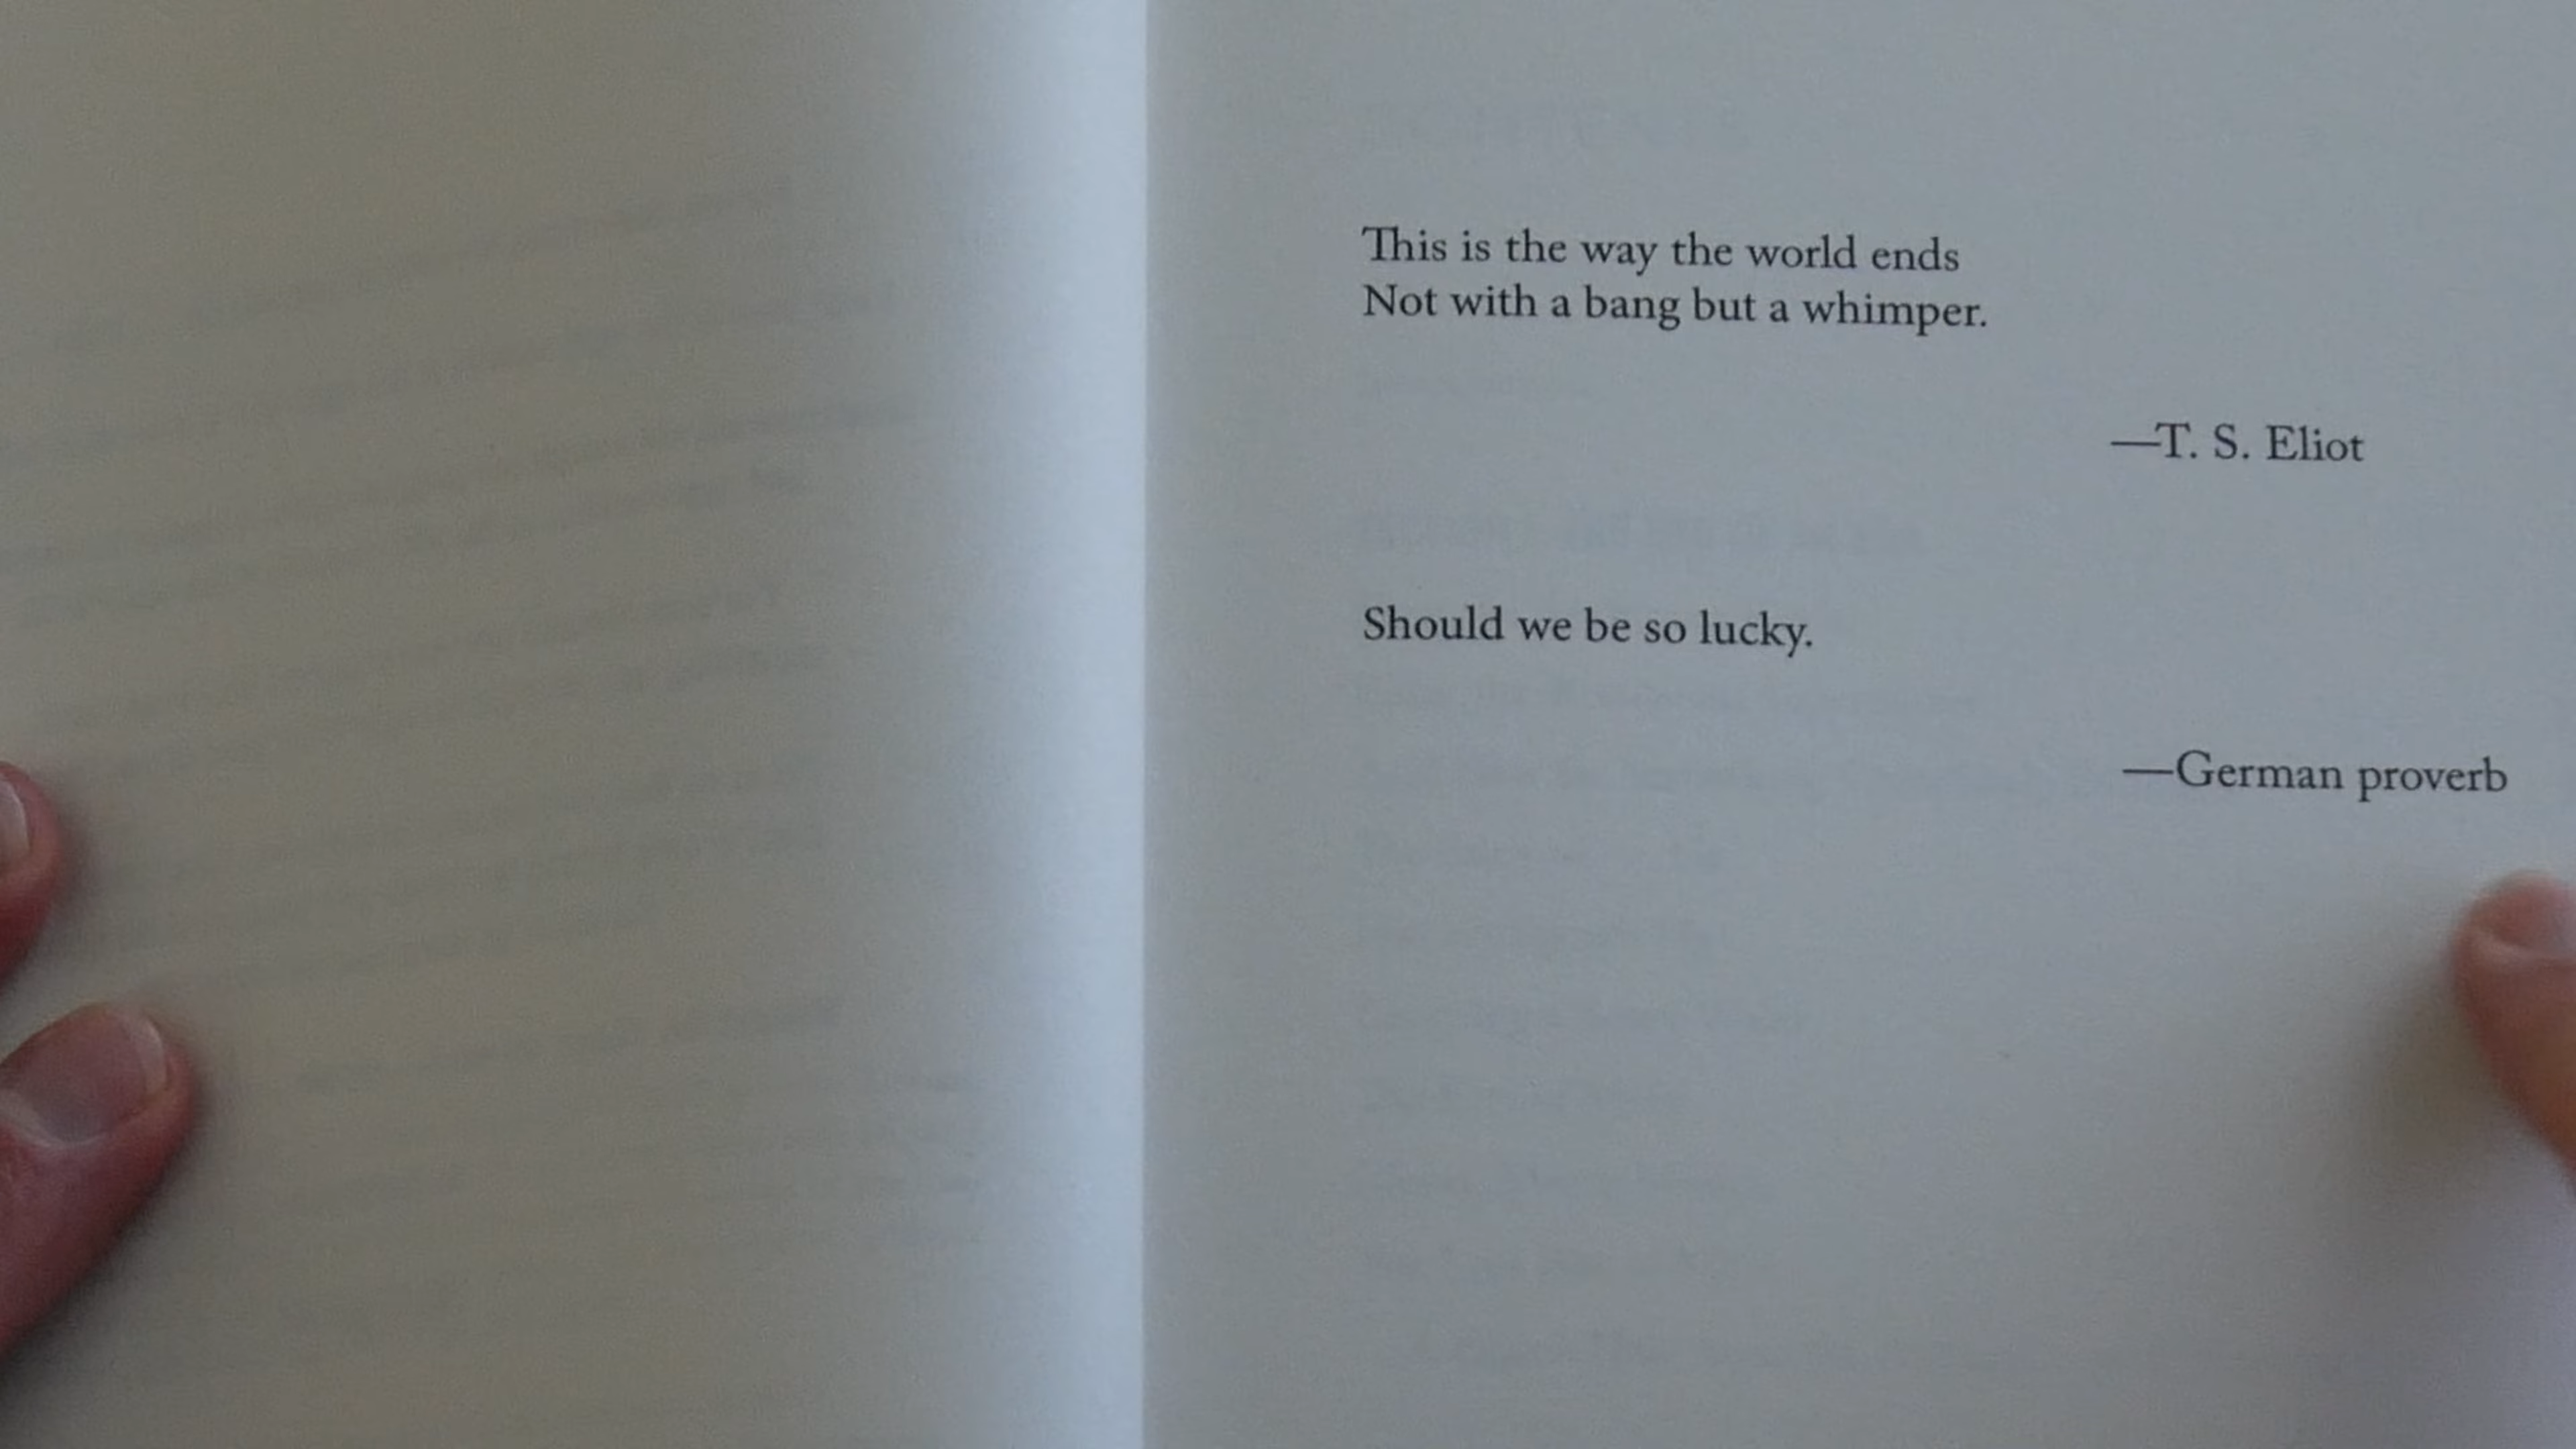 This is the way the world ends
Not with a bang but a whimper.
—T. S. Eliot
Should we be so lucky.
—German proverb